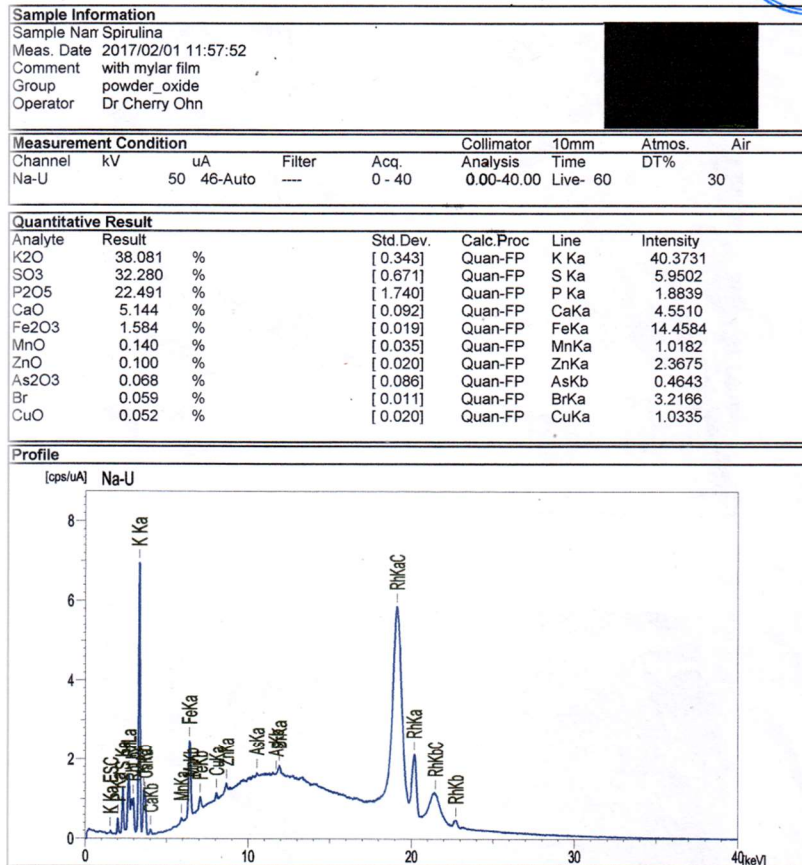 Sample Information
Sample Nam Spirulina
Meas. Date 2017/02/01 11:57:52
Comment with mylar film
Group powder_oxide
Operator Dr Cherry Ohn
Measurement Condition
Collimator 10mm Atmos. Air
Channel kV uA Filter Acq. Analysis Time DT%
Na-U 50 46-Auto ---- 0 - 40 0.00-40.00 Live- 60 30
Quantitative Result
Analyte Result Std.Dev. Calc.Proc Line Intensity
K2O 38.081 % [ 0.343] Quan-FP K Ka 40.3731
SO3 32.280 % [ 0.671] Quan-FP S Ka 5.9502
P2O5 22.491 % [ 1.740] Quan-FP P Ka 1.8839
CaO 5.144 % [ 0.092] Quan-FP CaKa 4.5510
Fe2O3 1.584 % [ 0.019] Quan-FP FeKa 14.4584
MnO 0.140 % [ 0.035] Quan-FP MnKa 1.0182
ZnO 0.100 % [ 0.020] Quan-FP ZnKa 2.3675
As2O3 0.068 % [ 0.086] Quan-FP AsKb 0.4643
Br 0.059 % [ 0.011] Quan-FP BrKa 3.2166
CuO 0.052 % [ 0.020] Quan-FP CuKa 1.0335
Profile
[cps/uA] Na-U
8
6
4
2
0
K Ka
CaKb
MnKa
FeKa
FeKb
CuKa
ZnKa
AsKa
RhKaC
RhKa
RhKbC
RhKb
0 10 20 30 40 [keV]